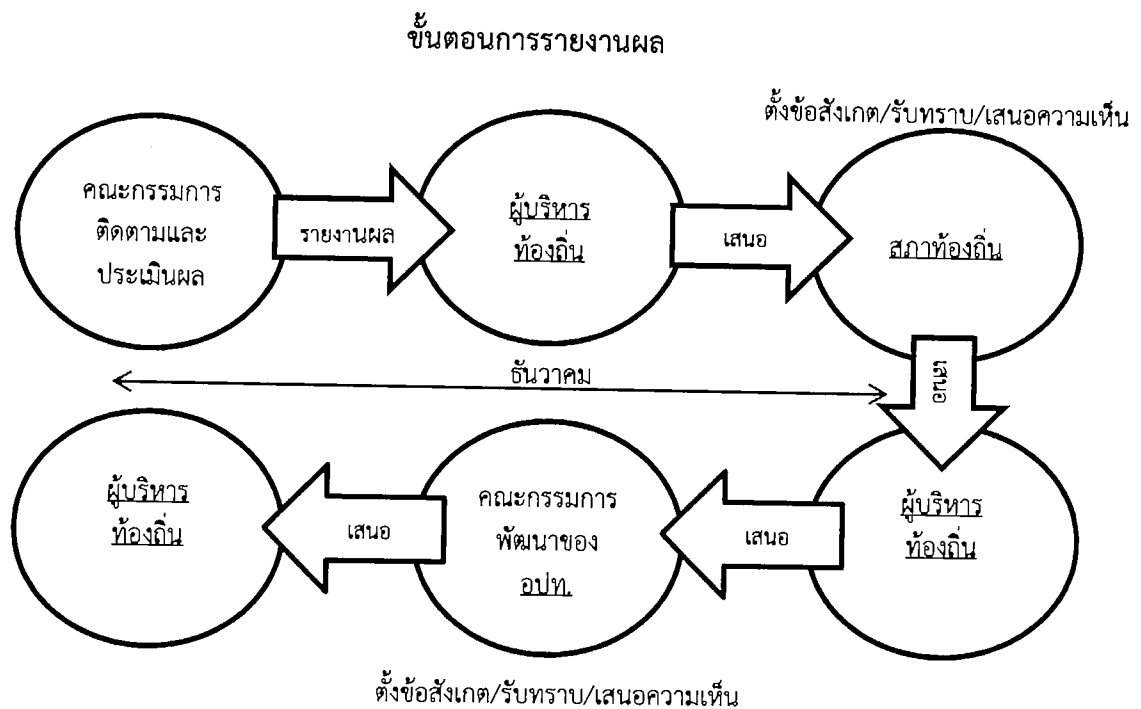 ขั้นตอนการรายงานผล
ตั้งข้อสังเกต/รับทราบ/เสนอความเห็น
คณะกรรมการ
ติดตามและ
ประเมินผล
รายงานผล
ผู้บริหาร
ท้องถิ่น
เสนอ
สภาท้องถิ่น
เสนอ
ธันวาคม
ผู้บริหาร
ท้องถิ่น
เสนอ
คณะกรรมการ
พัฒนาของ
อปท.
เสนอ
ผู้บริหาร
ท้องถิ่น
ตั้งข้อสังเกต/รับทราบ/เสนอความเห็น